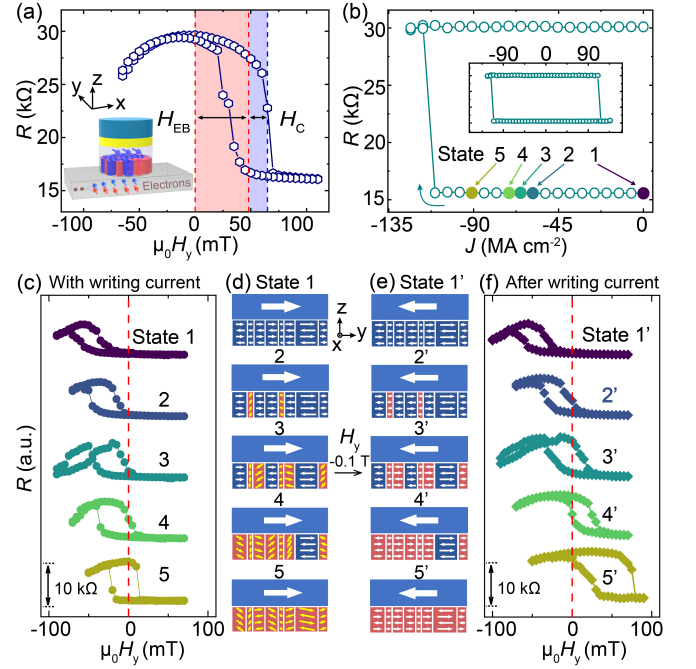 (a)
30
25
20
15
R (kΩ)
H_EB
H_C
z
y
x
Electrons
-100
-50
0
50
100
μ₀H_y (mT)
(b)
30
25
20
15
R (kΩ)
-90
0
90
State
5
4
3
2
1
-135
-90
-45
0
J (MA cm⁻²)
(c) With writing current
State 1
2
3
4
5
10 kΩ
R (a.u.)
-100
0
100
μ₀H_y (mT)
(d) State 1
z
y
x
2
3
4
5
H_y
-0.1 T
(e) State 1'
2'
3'
4'
5'
(f) After writing current
State 1'
2'
3'
4'
5'
10 kΩ
-100
0
100
μ₀H_y (mT)